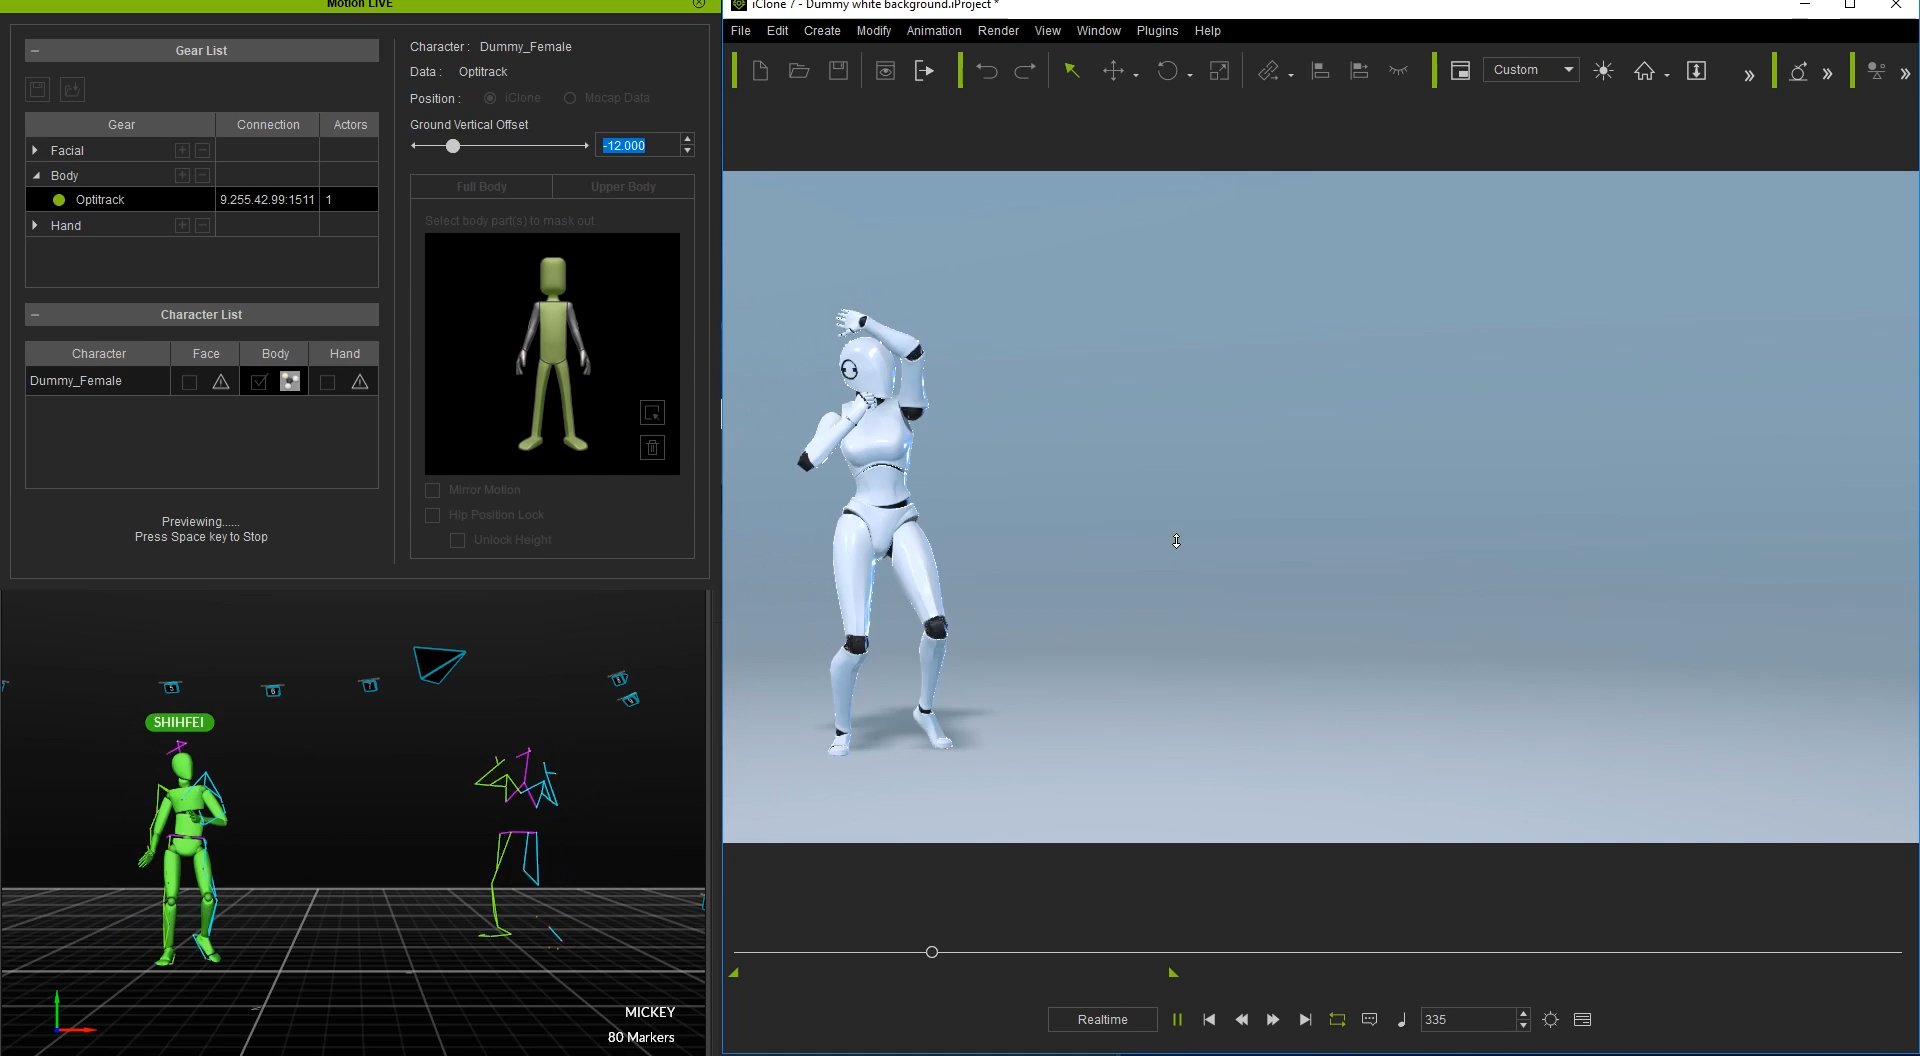 Motion LIVE
iClone 7 - Dummy white background.iProject *
File Edit Create Modify Animation Render View Window Plugins Help
Custom
Gear List
Gear Connection Actors
Facial
Body
Optitrack 9.255.42.99:1511 1
Hand
Character List
Character Face Body Hand
Dummy_Female
Previewing......
Press Space key to Stop
Character : Dummy_Female
Data : Optitrack
Position : iClone Mocap Data
Ground Vertical Offset
-12.000
Full Body Upper Body
Select body part(s) to mask out.
Mirror Motion
Hip Position Lock
Unlock Height
5 6 7
SHIHFEI
MICKEY
80 Markers
Realtime 335